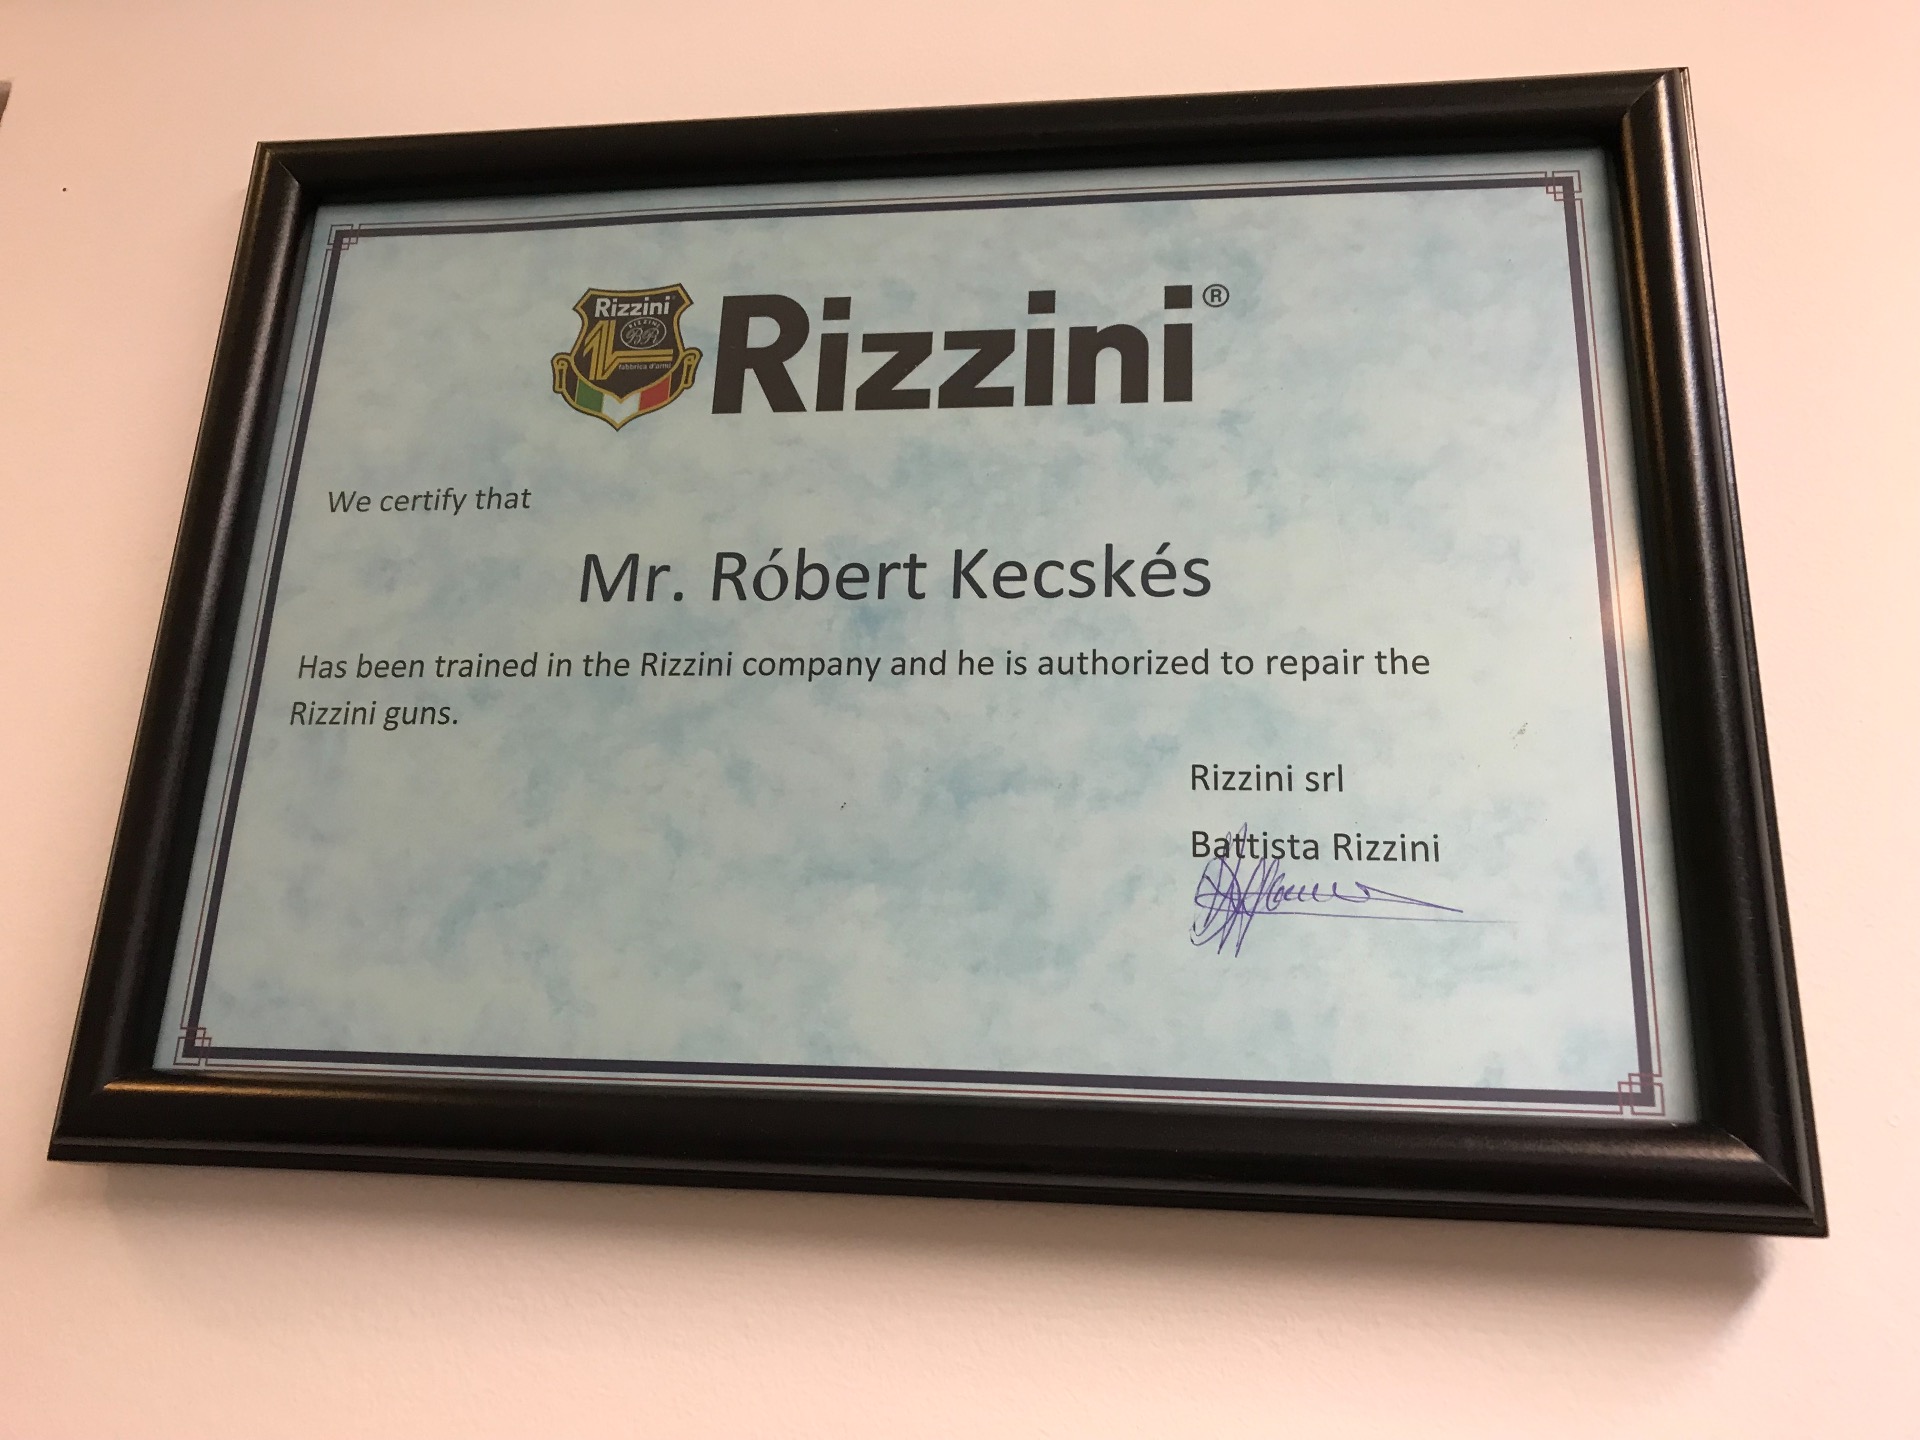 Rizzini
RIZZINI
BR
fabbrica d'armi
Rizzini®
We certify that
Mr. Róbert Kecskés
Has been trained in the Rizzini company and he is authorized to repair the
Rizzini guns.
Rizzini srl
Battista Rizzini